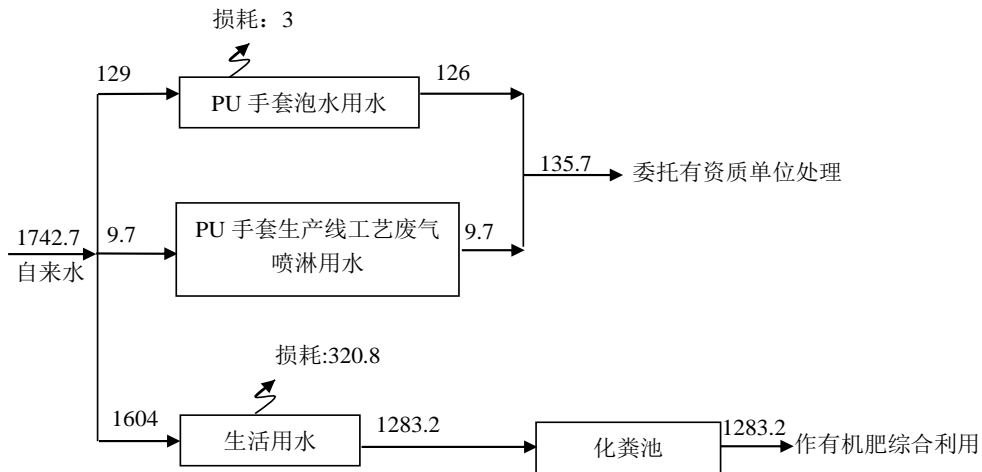 损耗：3
129
PU 手套泡水用水
126
135.7
委托有资质单位处理
1742.7
自来水
9.7
PU 手套生产线工艺废气
喷淋用水
9.7
损耗:320.8
1604
生活用水
1283.2
化粪池
1283.2
作有机肥综合利用